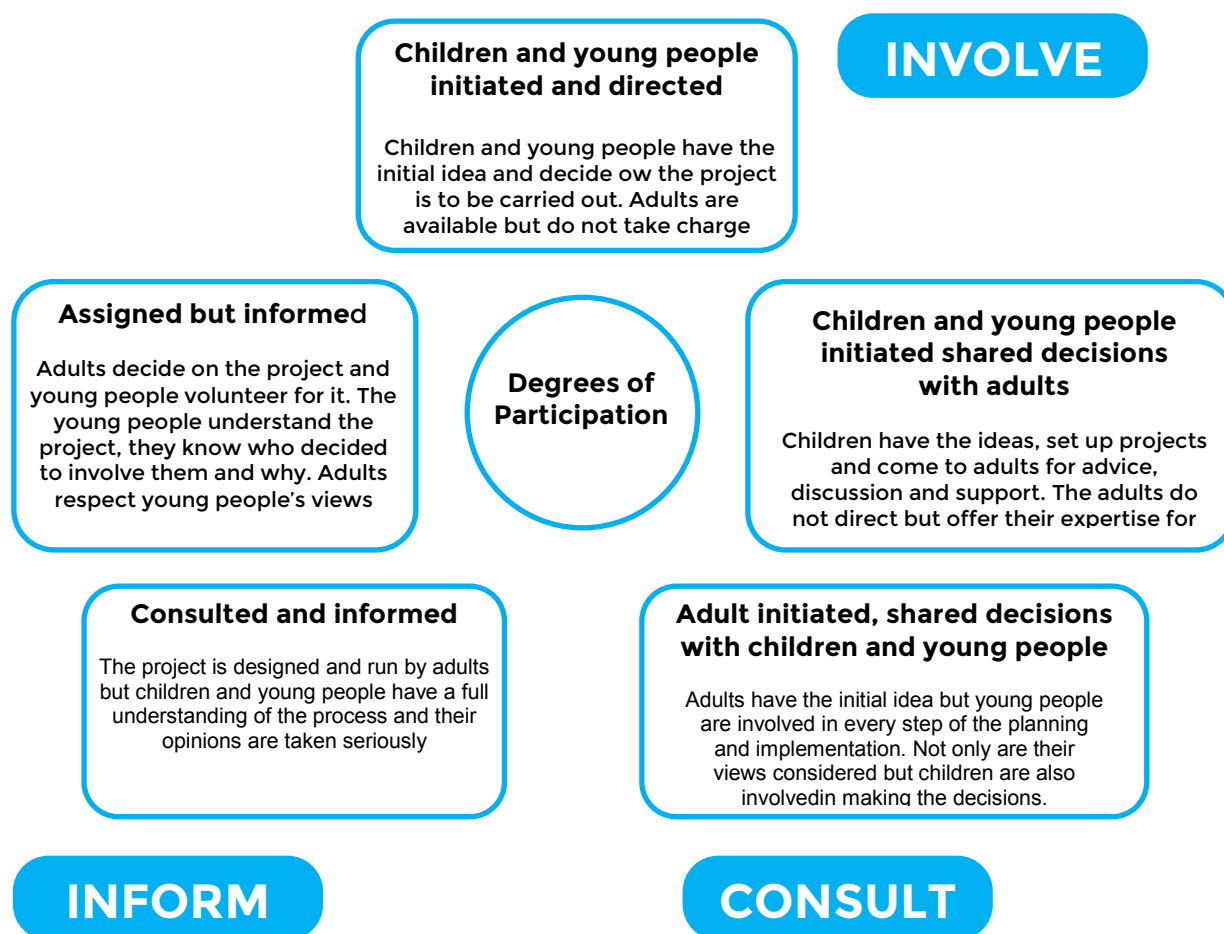 Children and young people
initiated and directed
Children and young people have the
initial idea and decide ow the project
is to be carried out. Adults are
available but do not take charge
INVOLVE
Assigned but informed
Adults decide on the project and
young people volunteer for it. The
young people understand the
project, they know who decided
to involve them and why. Adults
respect young people’s views
Degrees of
Participation
Children and young people
initiated shared decisions
with adults
Children have the ideas, set up projects
and come to adults for advice,
discussion and support. The adults do
not direct but offer their expertise for
Consulted and informed
The project is designed and run by adults
but children and young people have a full
understanding of the process and their
opinions are taken seriously
Adult initiated, shared decisions
with children and young people
Adults have the initial idea but young people
are involved in every step of the planning
and implementation. Not only are their
views considered but children are also
involvedin making the decisions.
INFORM
CONSULT